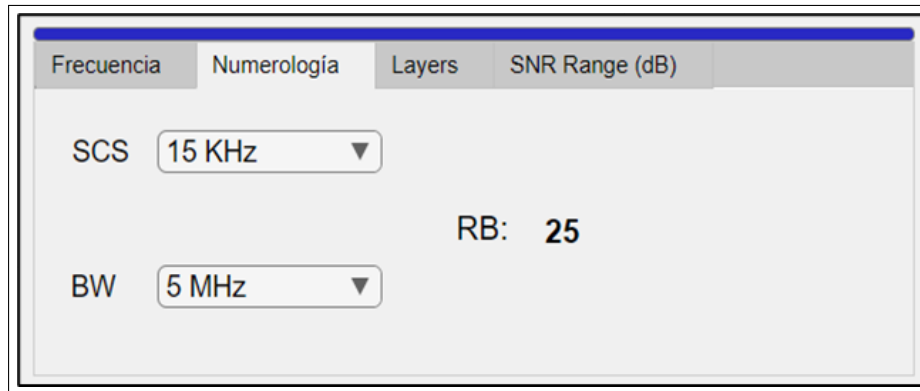 Frecuencia Numerología Layers SNR Range (dB)
SCS 15 KHz
RB: 25
BW 5 MHz